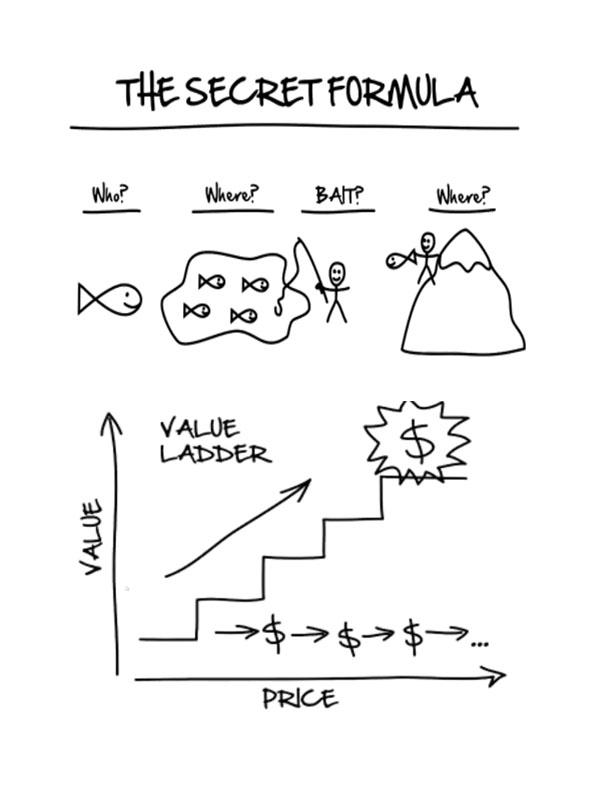 THE SECRET FORMULA
Who?
Where?
BAIT?
Where?
VALUE
LADDER
$
VALUE
→ $ → $ → $ → ...
PRICE